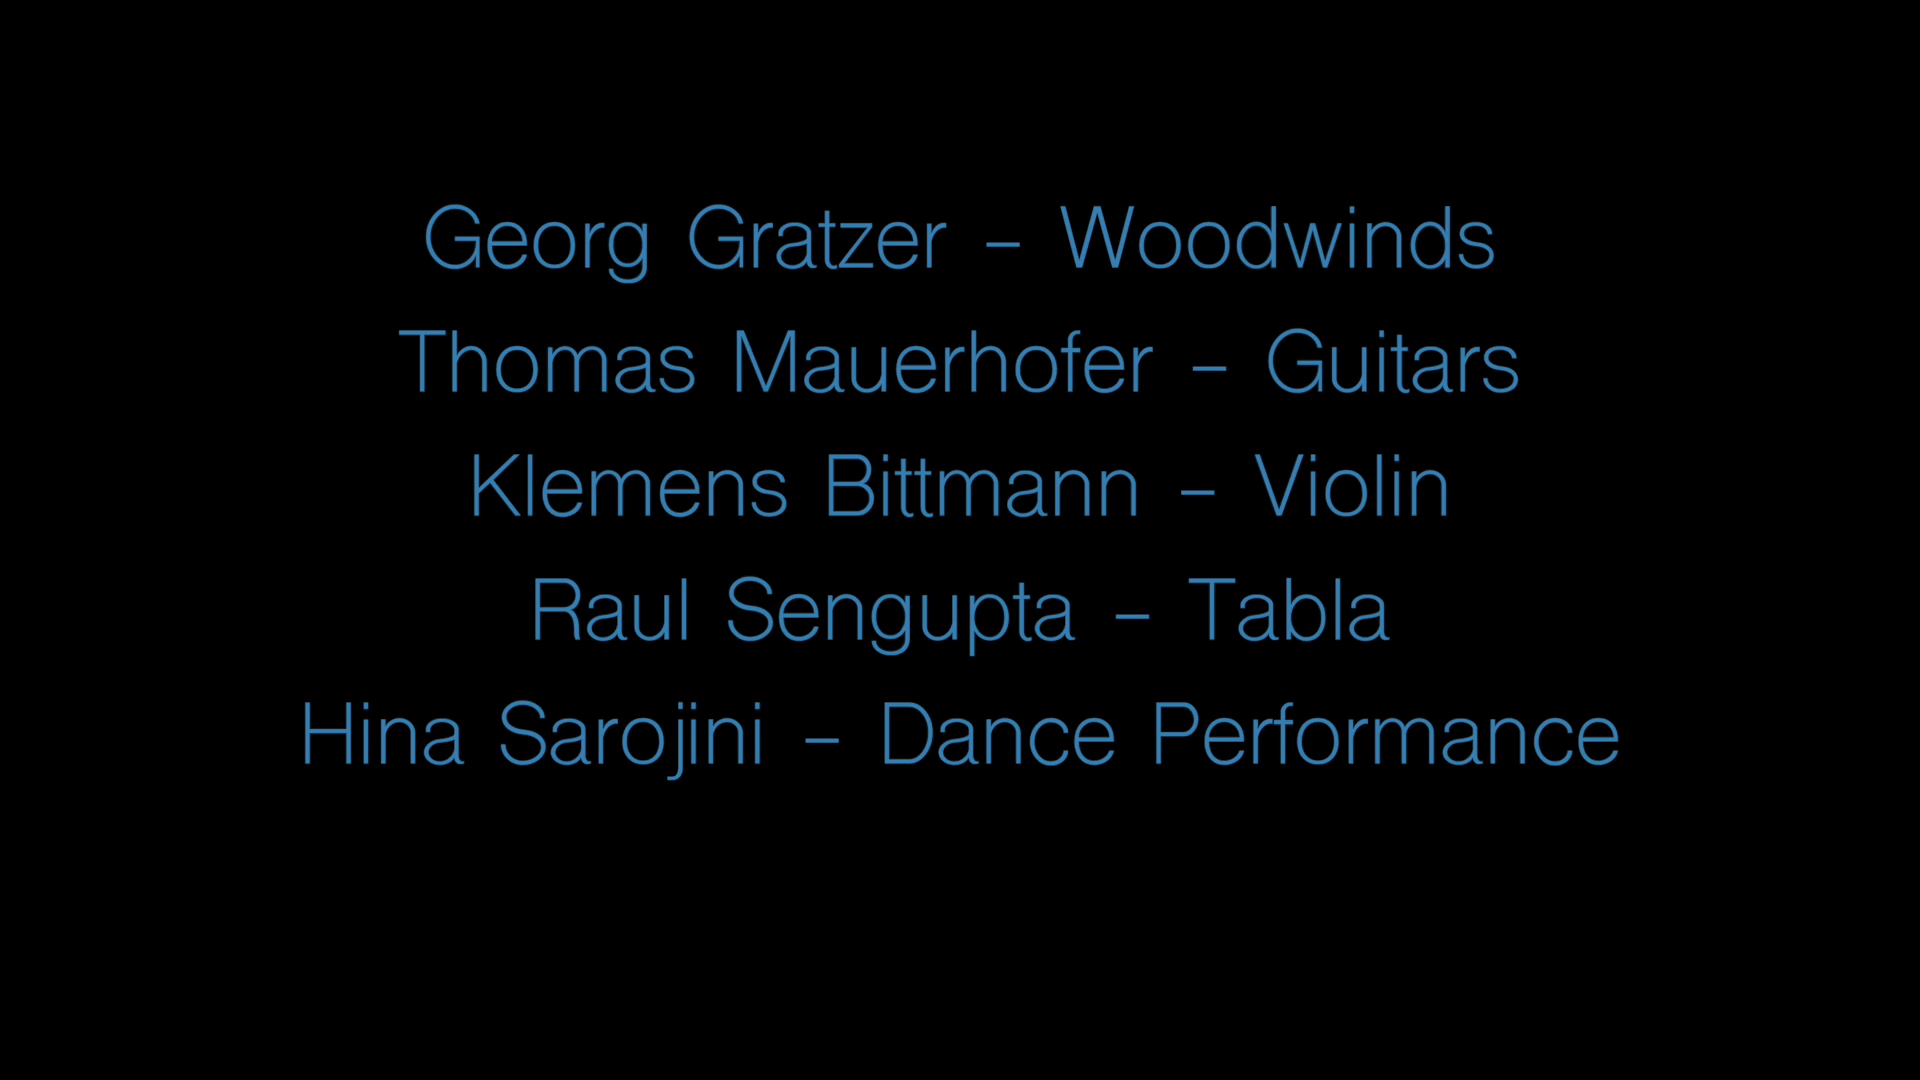 Georg Gratzer – Woodwinds
Thomas Mauerhofer – Guitars
Klemens Bittmann – Violin
Raul Sengupta – Tabla
Hina Sarojini – Dance Performance